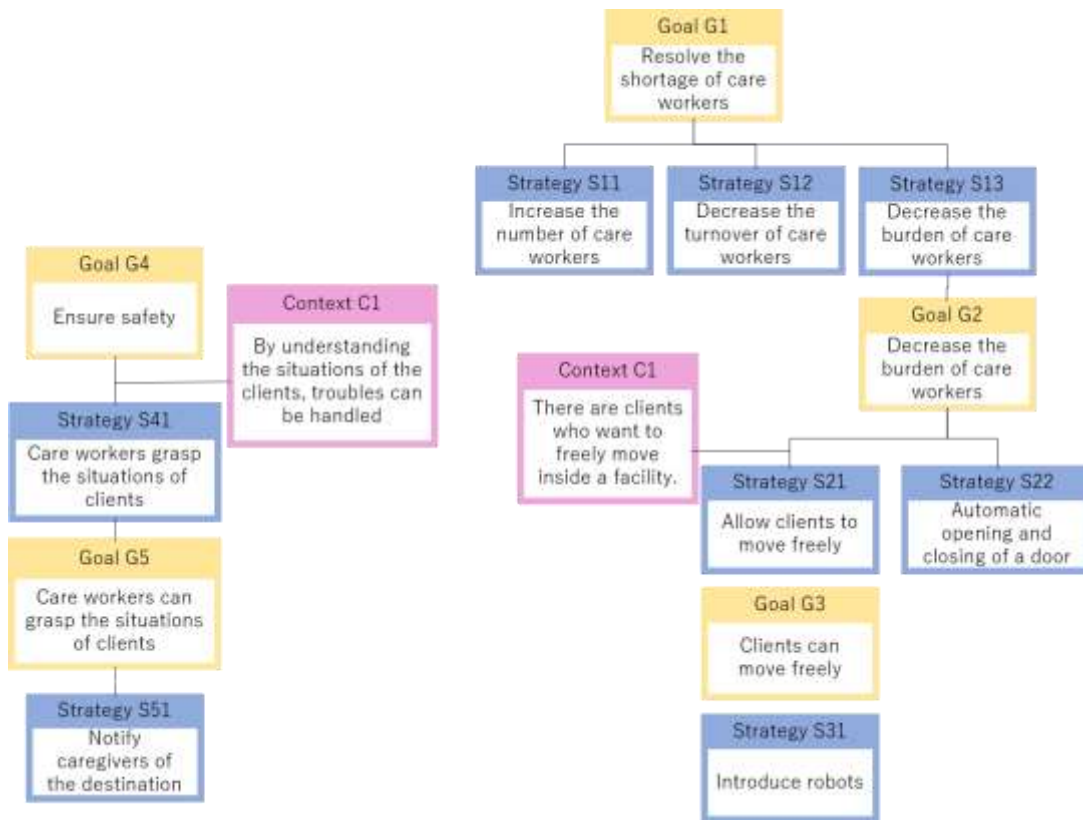 Goal G1
Resolve the
shortage of care
workers
Strategy S11
Increase the
number of care
workers
Strategy S12
Decrease the
turnover of care
workers
Strategy S13
Decrease the
burden of care
workers
Goal G2
Decrease the
burden of care
workers
Context C1
There are clients
who want to
freely move
inside a facility.
Strategy S21
Allow clients to
move freely
Strategy S22
Automatic
opening and
closing of a door
Goal G3
Clients can
move freely
Strategy S31
Introduce robots
Goal G4
Ensure safety
Context C1
By understanding
the situations of the
clients, troubles can
be handled
Strategy S41
Care workers grasp
the situations of
clients
Goal G5
Care workers can
grasp the situations
of clients
Strategy S51
Notify
caregivers of
the destination